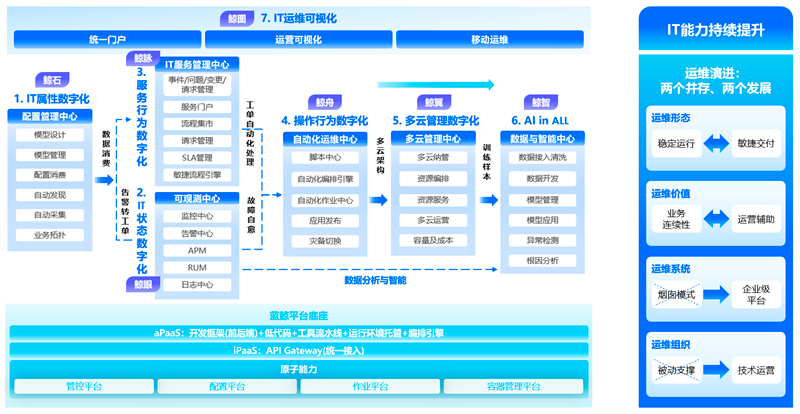 鲸面
7. IT运维可视化
统一门户
运营可视化
移动运维
鲸石
1. IT属性数字化
配置管理中心
模型设计
模型管理
配置消费
自动发现
自动采集
业务拓扑
数据消费
告警转工单
鲸脉
3. 服务行为数字化
IT服务管理中心
事件/问题/变更/
请求管理
服务门户
流程集市
请求管理
SLA管理
敏捷流程引擎
2. IT状态数字化
鲸眼
可观测中心
监控中心
告警中心
APM
RUM
日志中心
工单自动化处理
故障自愈
鲸舟
4. 操作行为数字化
自动化运维中心
脚本中心
自动化编排引擎
自动化作业中心
应用发布
灾备切换
多云架构
鲸翼
5. 多云管理数字化
多云管理中心
多云纳管
资源编排
资源服务
多云运营
容量及成本
训练样本
鲸智
6. AI in ALL
数据与智能中心
数据接入清洗
数据开发
模型管理
模型应用
异常检测
根因分析
数据分析与智能
蓝鲸平台底座
aPaaS：开发框架(前后端)+低代码+工具流水线+运行环境托管+编排引擎
iPaaS：API Gateway(统一接入)
原子能力
管控平台
配置平台
作业平台
容器管理平台
IT能力持续提升
运维演进：
两个并存、两个发展
运维形态
稳定运行
敏捷交付
运维价值
业务
连续性
运营辅助
运维系统
烟囱模式
企业级
平台
运维组织
被动支撑
技术运营